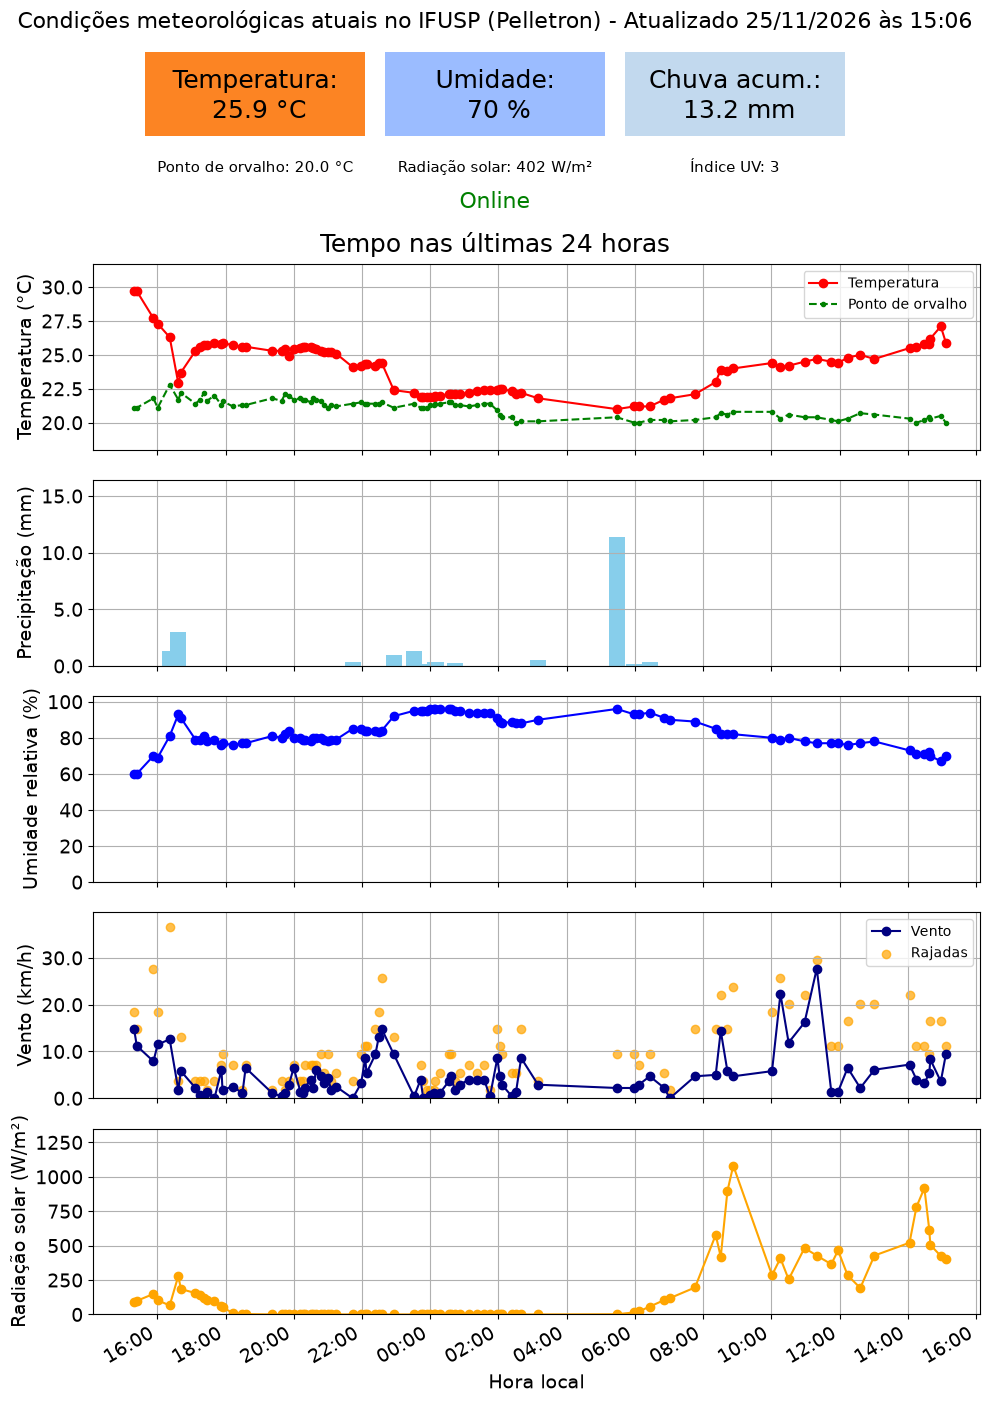 Condições meteorológicas atuais no IFUSP (Pelletron) - Atualizado 25/11/2026 às 15:06
Temperatura:
25.9 °C
Umidade:
70 %
Chuva acum.:
13.2 mm
Ponto de orvalho: 20.0 °C
Radiação solar: 402 W/m²
Índice UV: 3
Online
Tempo nas últimas 24 horas
Temperatura (°C)
30.0
27.5
25.0
22.5
20.0
Temperatura
Ponto de orvalho
Precipitação (mm)
15.0
10.0
5.0
0.0
Umidade relativa (%)
100
80
60
40
20
0
Vento (km/h)
30.0
20.0
10.0
0.0
Vento
Rajadas
Radiação solar (W/m²)
1250
1000
750
500
250
0
16:00
18:00
20:00
22:00
00:00
02:00
04:00
06:00
08:00
10:00
12:00
14:00
16:00
Hora local